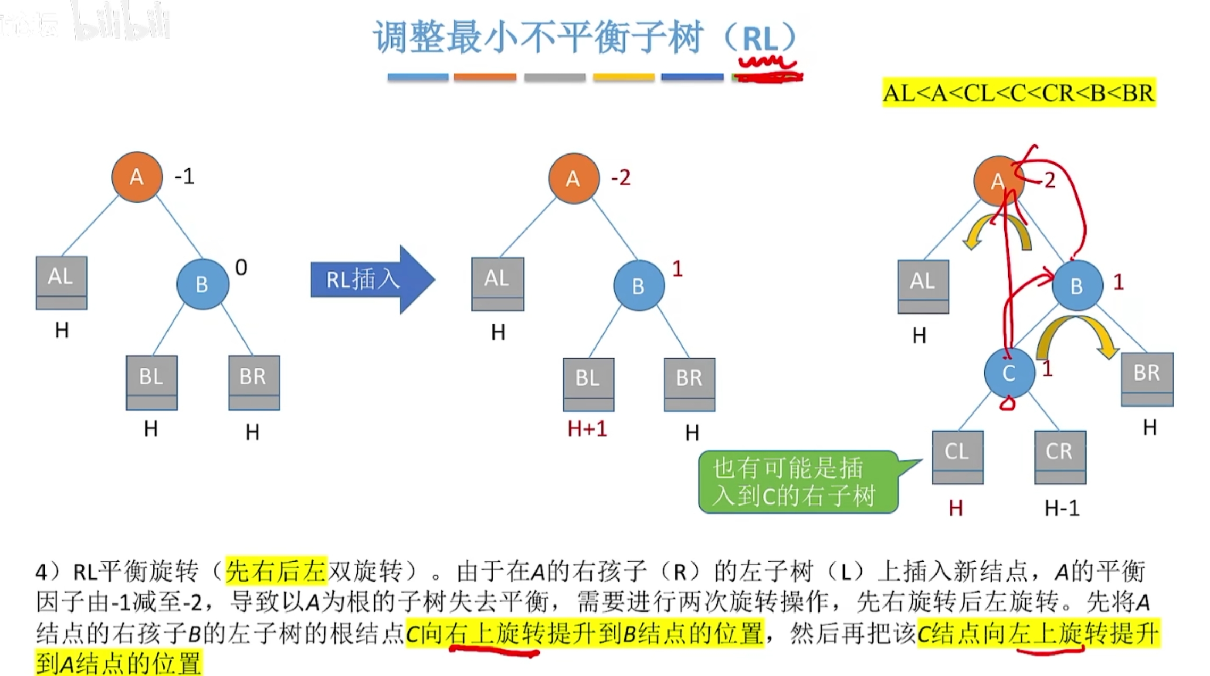 bilibili
调整最小不平衡子树（RL）
AL<A<CL<C<CR<B<BR
A -1
AL
H
B 0
BL
H
BR
H
RL插入
A -2
AL
H
B 1
BL
H+1
BR
H
A -2
AL
H
B 1
C 1
BR
H
CL
H
CR
H-1
也有可能是插
入到C的右子树
4）RL平衡旋转（先右后左双旋转）。由于在A的右孩子（R）的左子树（L）上插入新结点，A的平衡
因子由-1减至-2，导致以A为根的子树失去平衡，需要进行两次旋转操作，先右旋转后左旋转。先将A
结点的右孩子B的左子树的根结点C向右上旋转提升到B结点的位置，然后再把该C结点向左上旋转提升
到A结点的位置